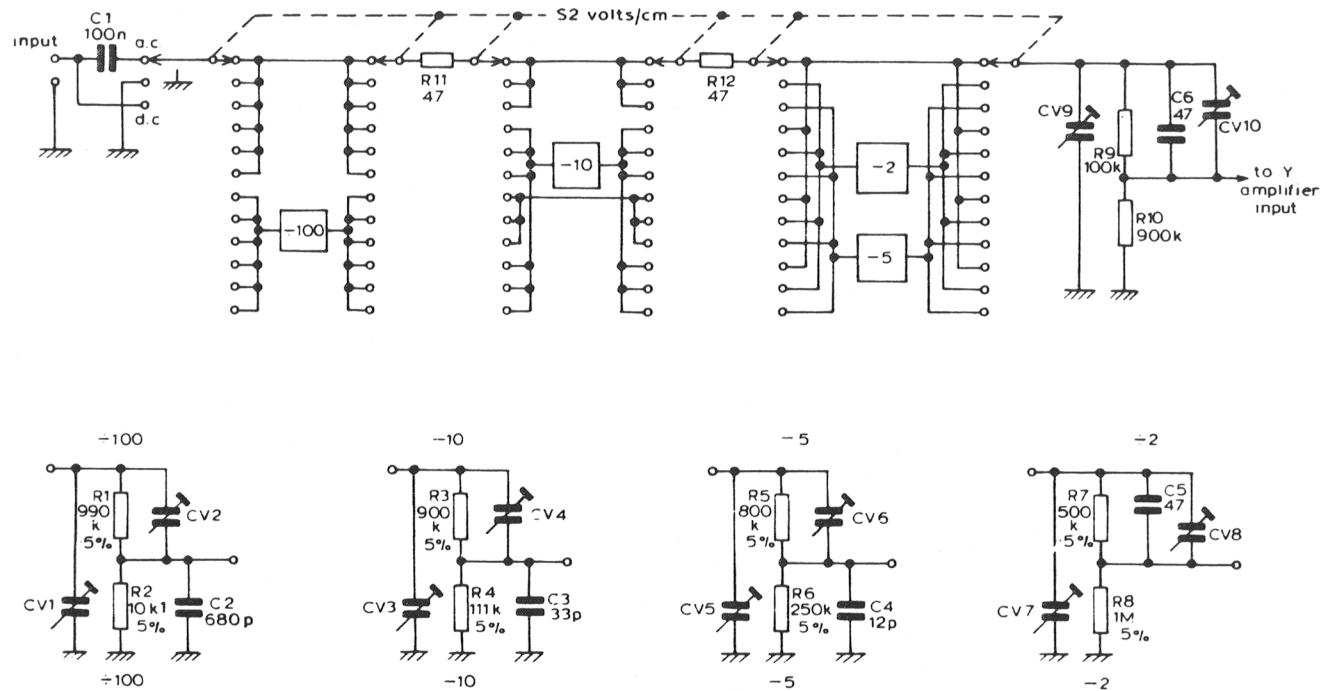 S2 volts/cm
C1
100n
input
a.c
d.c
R11
47
R12
47
÷100
−10
−2
−5
CV9
R9
100k
C6
47
CV10
R10
900k
to Y
amplifier
input
÷100
R1
990
k
5%
CV2
CV1
R2
10k1
5%
C2
680p
÷100
−10
R3
900
k
5%
CV4
CV3
R4
111k
5%
C3
33p
−10
−5
R5
800
k
5%
CV6
CV5
R6
250k
5%
C4
12p
−5
÷2
R7
500
k
5%
C5
47
CV8
CV7
R8
1M
5%
−2